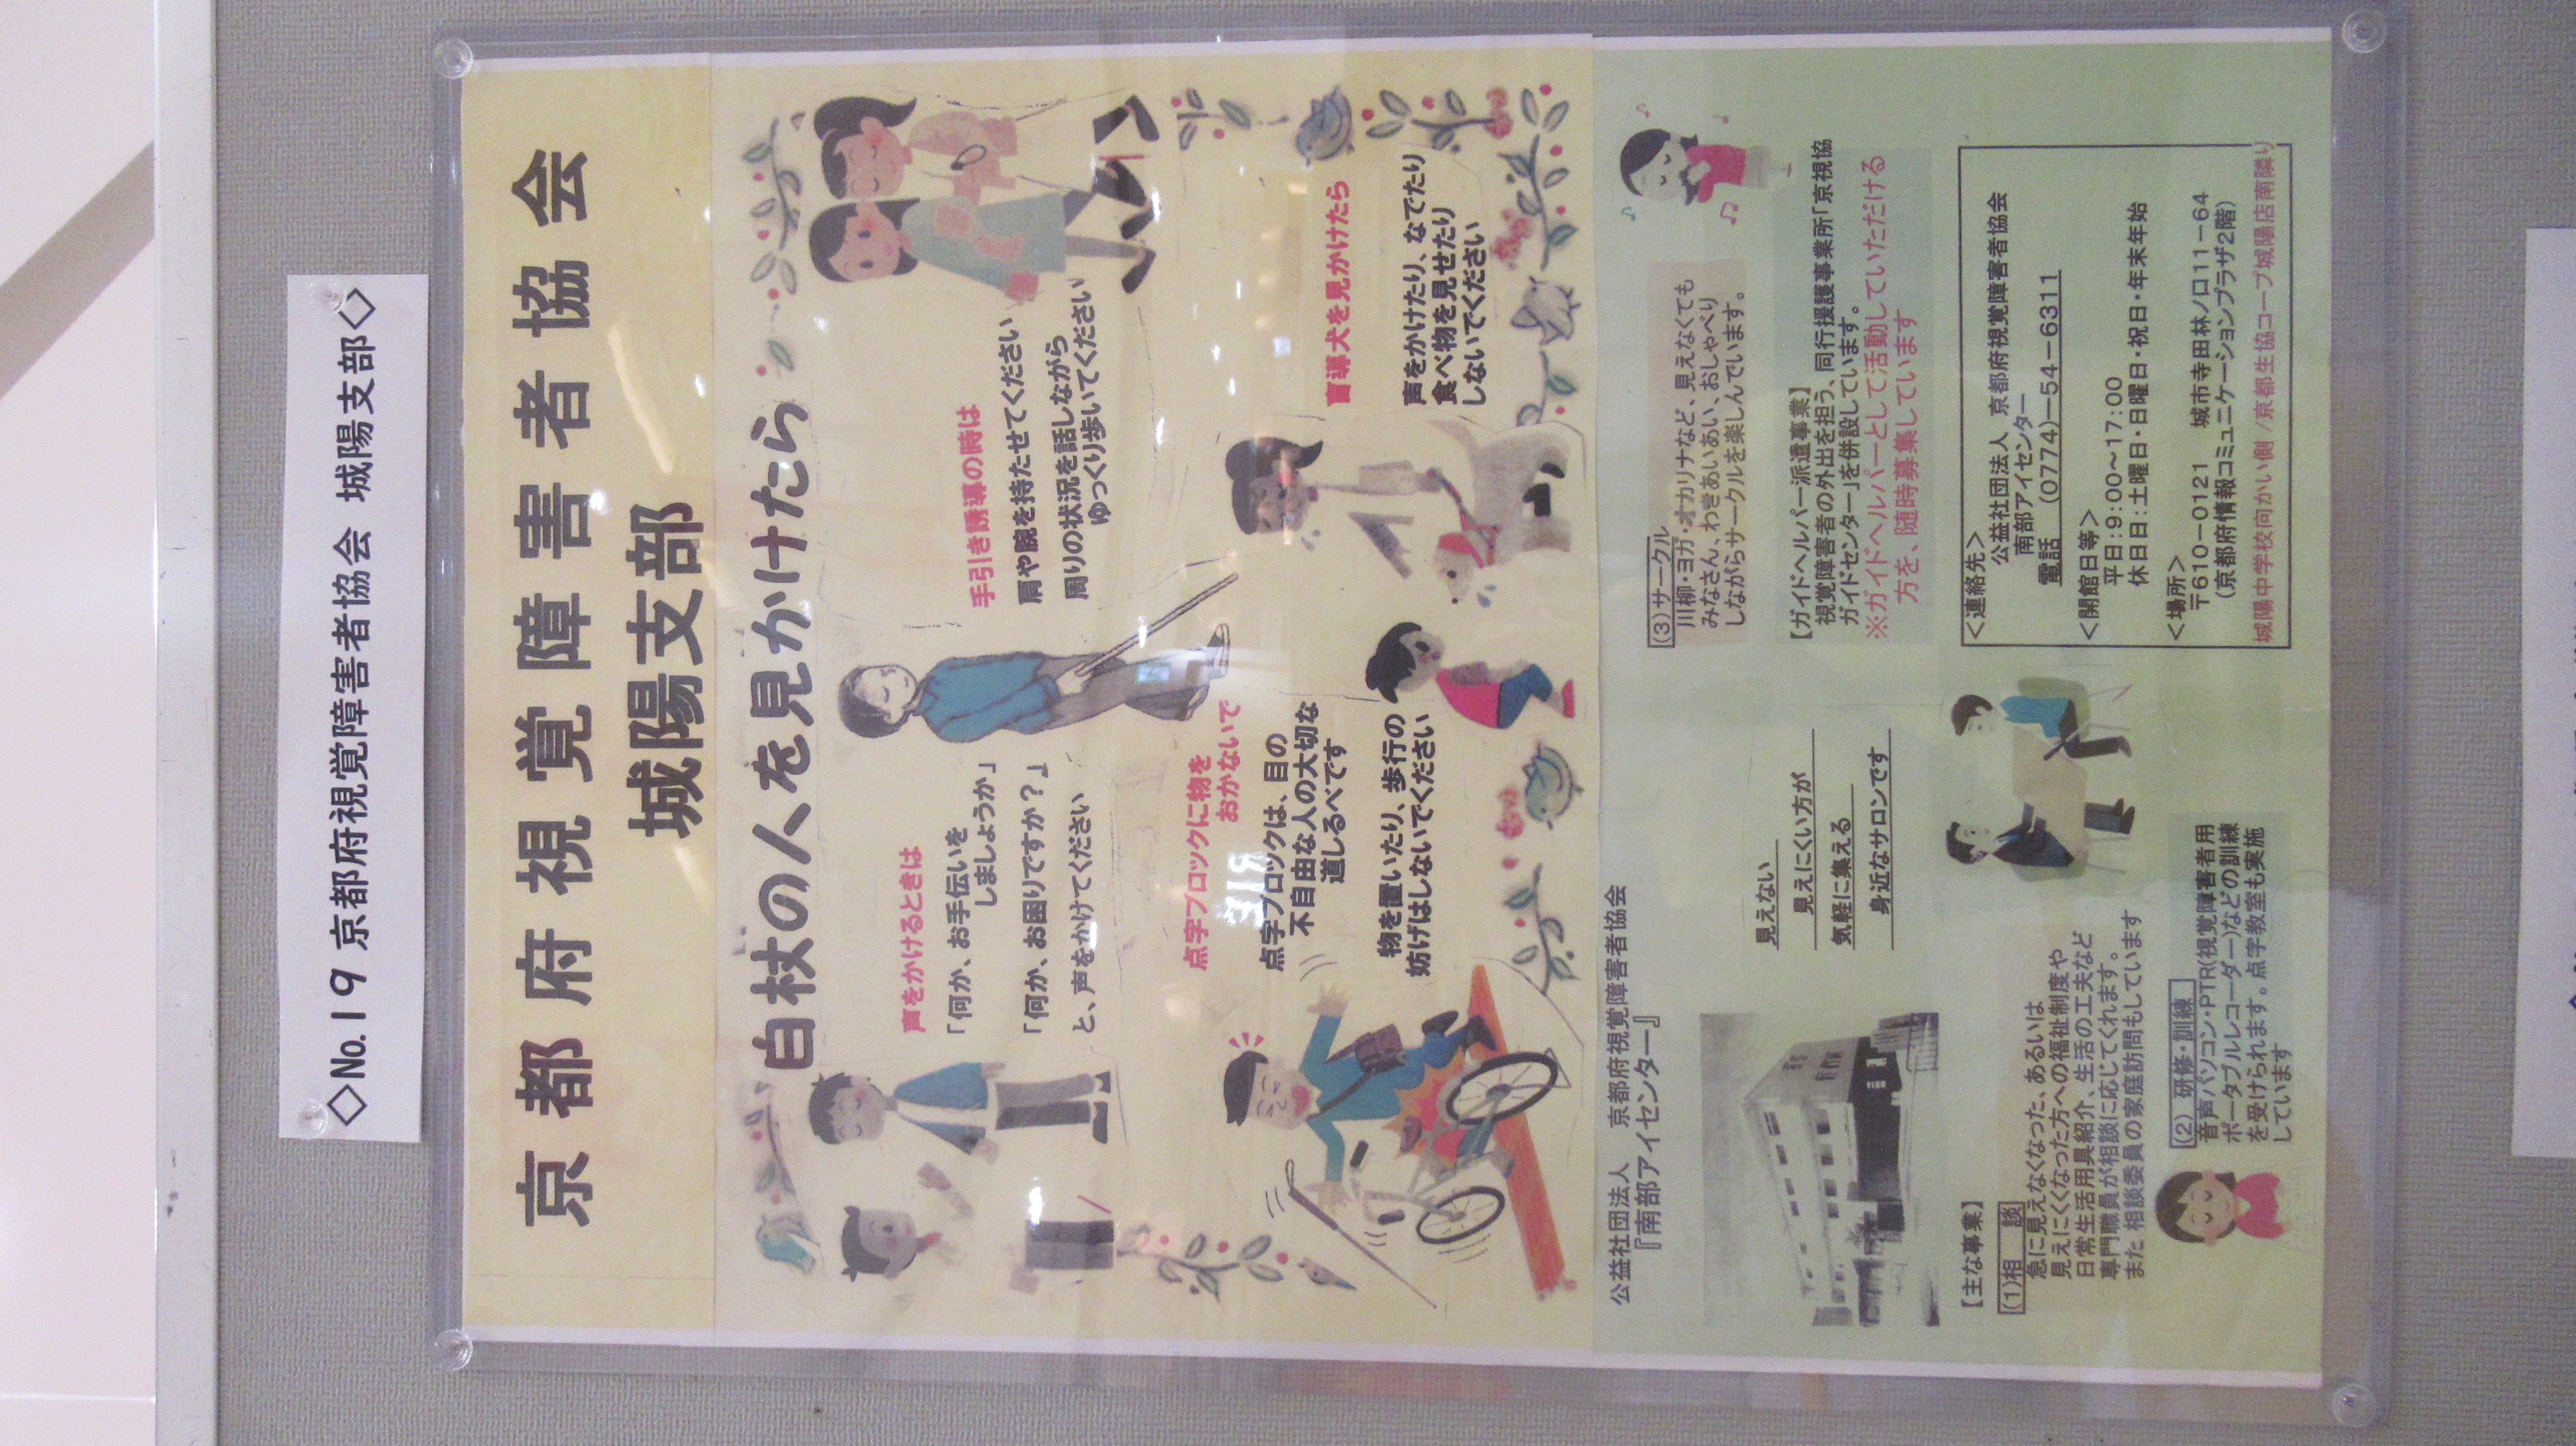 ◇No.19 京都府視覚障害者協会 城陽支部◇
京都府視覚障害者協会
城陽支部
白杖の人を見かけたら
声をかけるときは
「何か、お手伝いを
しましょうか」
「何か、お困りですか？」
と、声をかけてください
手引き誘導の時は
肩や腕を持たせてください
周りの状況を話しながら
ゆっくり歩いてください
点字ブロックに物を
おかないで
点字ブロックは、目の
不自由な人の大切な
道しるべです
物を置いたり、歩行の
妨げはしないでください
盲導犬を見かけたら
声をかけたり、なでたり
食べ物を見せたり
しないでください
公益社団法人 京都府視覚障害者協会
『南部アイセンター』
見えない
見えにくい方が
気軽に集える
身近なサロンです
【主な事業】
(1)相 談
急に見えなくなった、あるいは
見えにくくなった方への福祉制度や
日常生活用具紹介、生活の工夫など
専門職員が相談に応じてくれます。
また相談委員の家庭訪問もしています
(2) 研修・訓練
音声パソコン・PTR(視覚障害者用
ポータブルレコーダー)などの訓練
を受けられます。点字教室も実施
しています
(3)サークル
川柳・ヨガ・オカリナなど、見えなくても
みなさん、わきあいあい、おしゃべり
しながらサークルを楽しんでいます。
【ガイドヘルパー派遣事業】
視覚障害者の外出を担う、同行援護事業所「京視協
ガイドセンター」を併設しています。
※ガイドヘルパーとして活動していただける
方を、随時募集しています
＜連絡先＞
公益社団法人 京都府視覚障害者協会
南部アイセンター
電話 (0774)-54-6311
＜開館日等＞
平日：9:00～17:00
休日日：土曜日・日曜日・祝日・年末年始
＜場所＞
〒610-0121 城市寺田林ノ口11-64
(京都府情報コミュニケーションプラザ2階)
城陽中学校向かい側／京都生協コープ城陽店南隣り